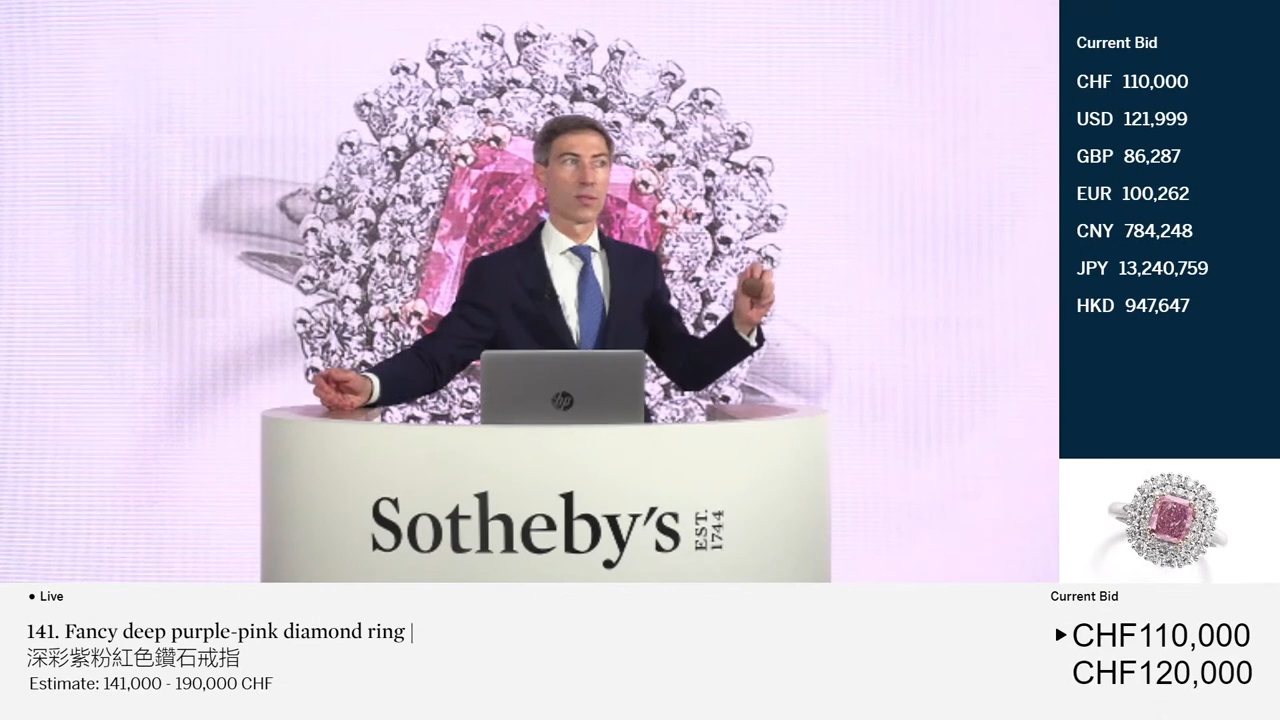 Current Bid
CHF 110,000
USD 121,999
GBP 86,287
EUR 100,262
CNY 784,248
JPY 13,240,759
HKD 947,647
hp
Sotheby's EST. 1744
• Live
141. Fancy deep purple-pink diamond ring |
深彩紫粉紅色鑽石戒指
Estimate: 141,000 - 190,000 CHF
Current Bid
CHF110,000
CHF120,000